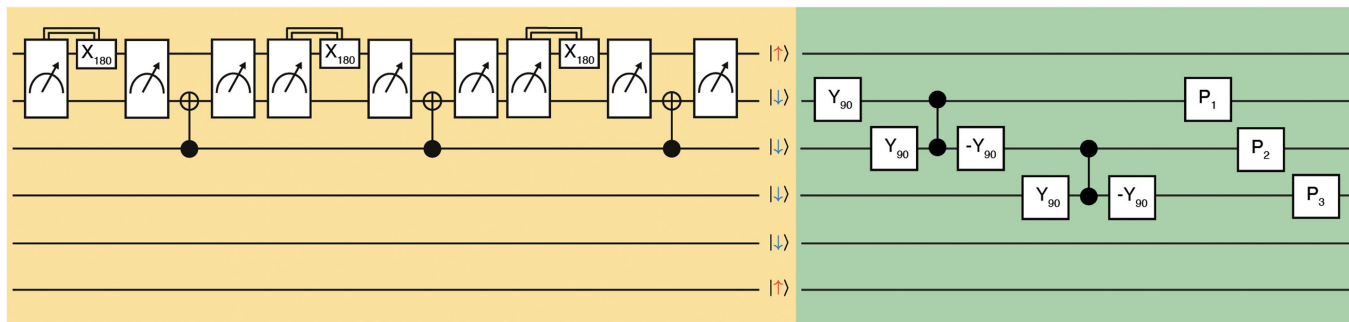 X180 X180 X180 |↑⟩
Y90 |↓⟩ P1
|↓⟩ Y90 -Y90 P2
|↓⟩ Y90 -Y90 P3
|↓⟩
|↑⟩